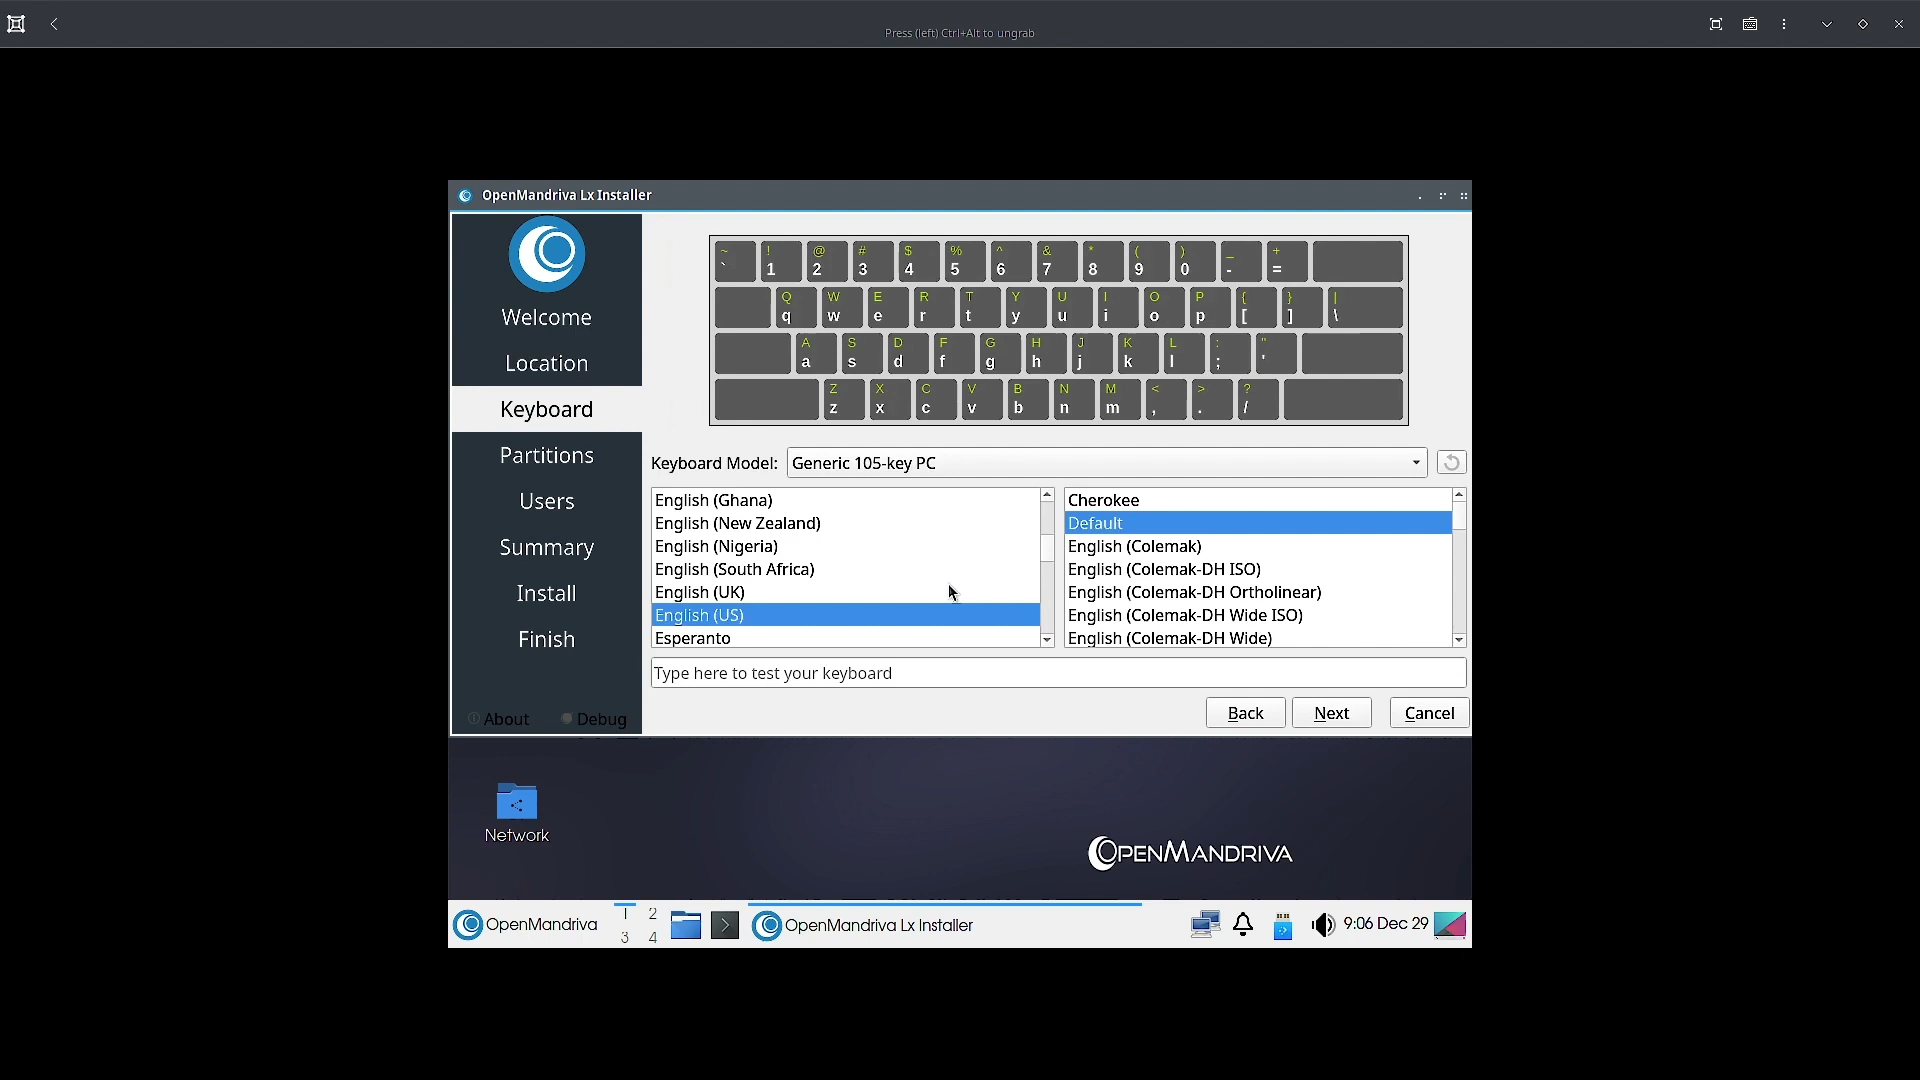 Press (left) Ctrl+Alt to ungrab
OpenMandriva Lx Installer
Welcome
Location
Keyboard
Partitions
Users
Summary
Install
Finish
About Debug
~ ! @ # $ % ^ & * ( ) _ +
` 1 2 3 4 5 6 7 8 9 0 - =
Q W E R T Y U I O P { } |
q w e r t y u i o p [ ] \
A S D F G H J K L : "
a s d f g h j k l ; '
Z X C V B N M < > ?
z x c v b n m , . /
Keyboard Model: Generic 105-key PC
English (Ghana)
English (New Zealand)
English (Nigeria)
English (South Africa)
English (UK)
English (US)
Esperanto
Cherokee
Default
English (Colemak)
English (Colemak-DH ISO)
English (Colemak-DH Ortholinear)
English (Colemak-DH Wide ISO)
English (Colemak-DH Wide)
Type here to test your keyboard
Back Next Cancel
Network
OPENMANDRIVA
OpenMandriva
1 2
3 4
OpenMandriva Lx Installer
9:06 Dec 29